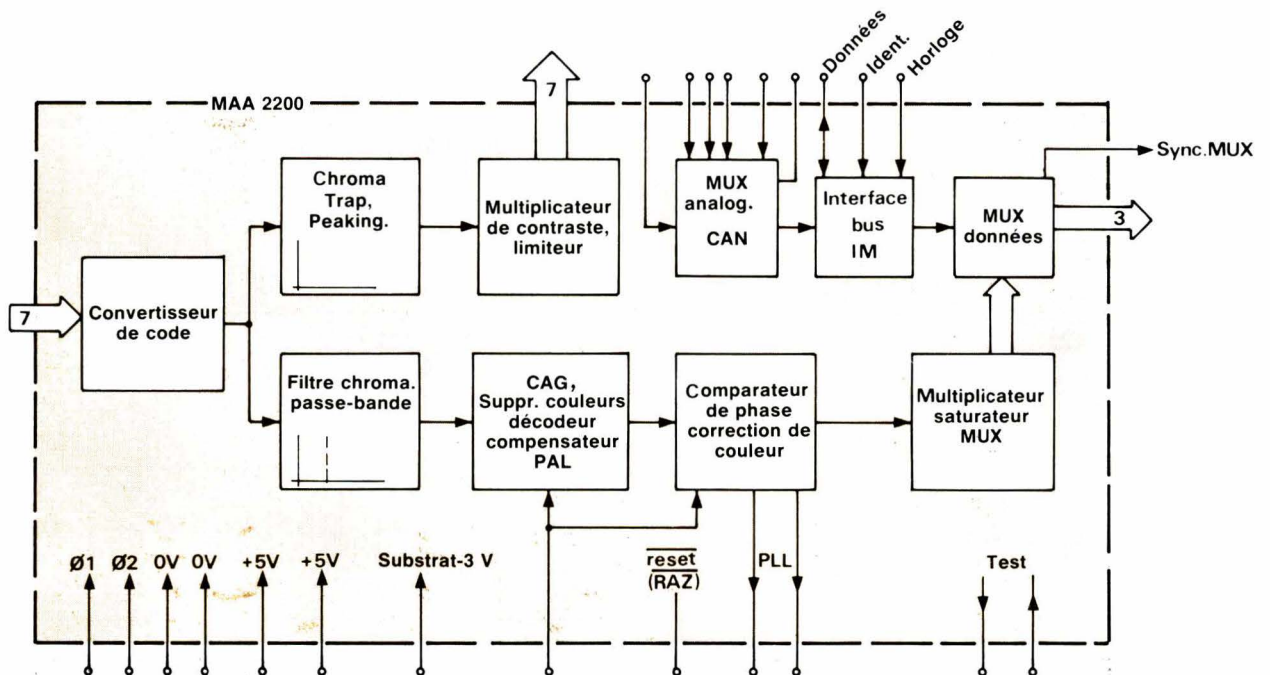 Données
Ident.
Horloge
7
MAA 2200
Sync.MUX
Chroma
Trap,
Peaking.
Multiplicateur
de contraste,
limiteur
MUX
analog.
CAN
Interface
bus
IM
MUX
données
3
7
Convertisseur
de code
Filtre chroma.
passe-bande
CAG,
Suppr. couleurs
décodeur
compensateur
PAL
Comparateur
de phase
correction de
couleur
Multiplicateur
saturateur
MUX
Ø1
Ø2
0V
0V
+5V
+5V
Substrat-3 V
reset
(RAZ)
PLL
Test